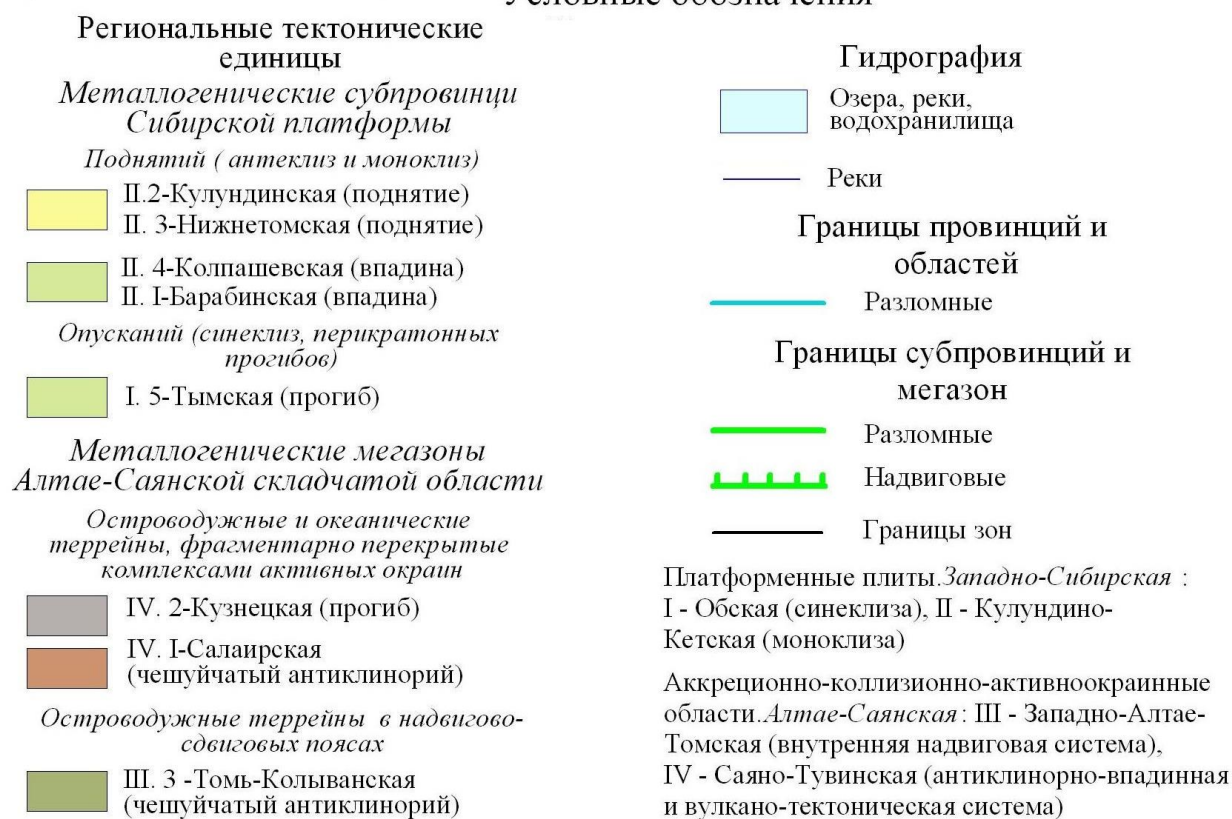 Условные обозначения
Региональные тектонические
единицы
Металлогенические субпровинци
Сибирской платформы
Поднятий ( антеклиз и моноклиз)
II.2-Кулундинская (поднятие)
II. 3-Нижнетомская (поднятие)
II. 4-Колпашевская (впадина)
II. I-Барабинская (впадина)
Опусканий (синеклиз, перикратонных
прогибов)
I. 5-Тымская (прогиб)
Металлогенические мегазоны
Алтае-Саянской складчатой области
Островодужные и океанические
террейны, фрагментарно перекрытые
комплексами активных окраин
IV. 2-Кузнецкая (прогиб)
IV. I-Салаирская
(чешуйчатый антиклинорий)
Островодужные террейны в надвигово-
сдвиговых поясах
III. 3 -Томь-Колыванская
(чешуйчатый антиклинорий)
Гидрография
Озера, реки,
водохранилища
Реки
Границы провинций и
областей
Разломные
Границы субпровинций и
мегазон
Разломные
Надвиговые
Границы зон
Платформенные плиты.Западно-Сибирская :
I - Обская (синеклиза), II - Кулундино-
Кетская (моноклиза)
Аккреционно-коллизионно-активноокраинные
области.Алтае-Саянская: III - Западно-Алтае-
Томская (внутренняя надвиговая система),
IV - Саяно-Тувинская (антиклинорно-впадинная
и вулкано-тектоническая система)